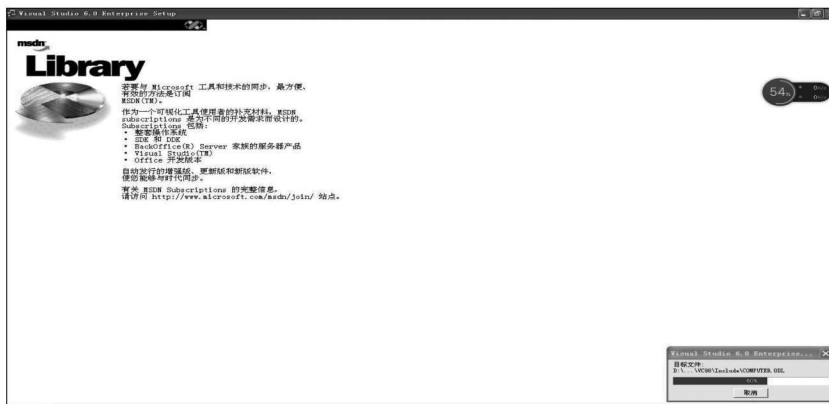 Visual Studio 6.0 Enterprise Setup
msdn
Library
若要与 Microsoft 工具和技术的同步，最方便、
有效的方法是订阅
MSDN(TM)。
作为一个可视化工具使用者的补充材料，MSDN
subscriptions 是为不同的开发需求而设计的。
Subscriptions 包括：
• 整套操作系统
• SDK 和 DDK
• BackOffice(R) Server 家族的服务器产品
• Visual Studio(TM)
• Office 开发版本
自动发行的增强版、更新版和新版软件，
使您能够与时代同步。
有关 MSDN Subscriptions 的完整信息，
请访问 http://www.microsoft.com/msdn/join/ 站点。
54%
Visual Studio 6.0 Enterprise...
目标文件：
D:\...\VC98\Include\COMPUTER.ODL
60%
取消